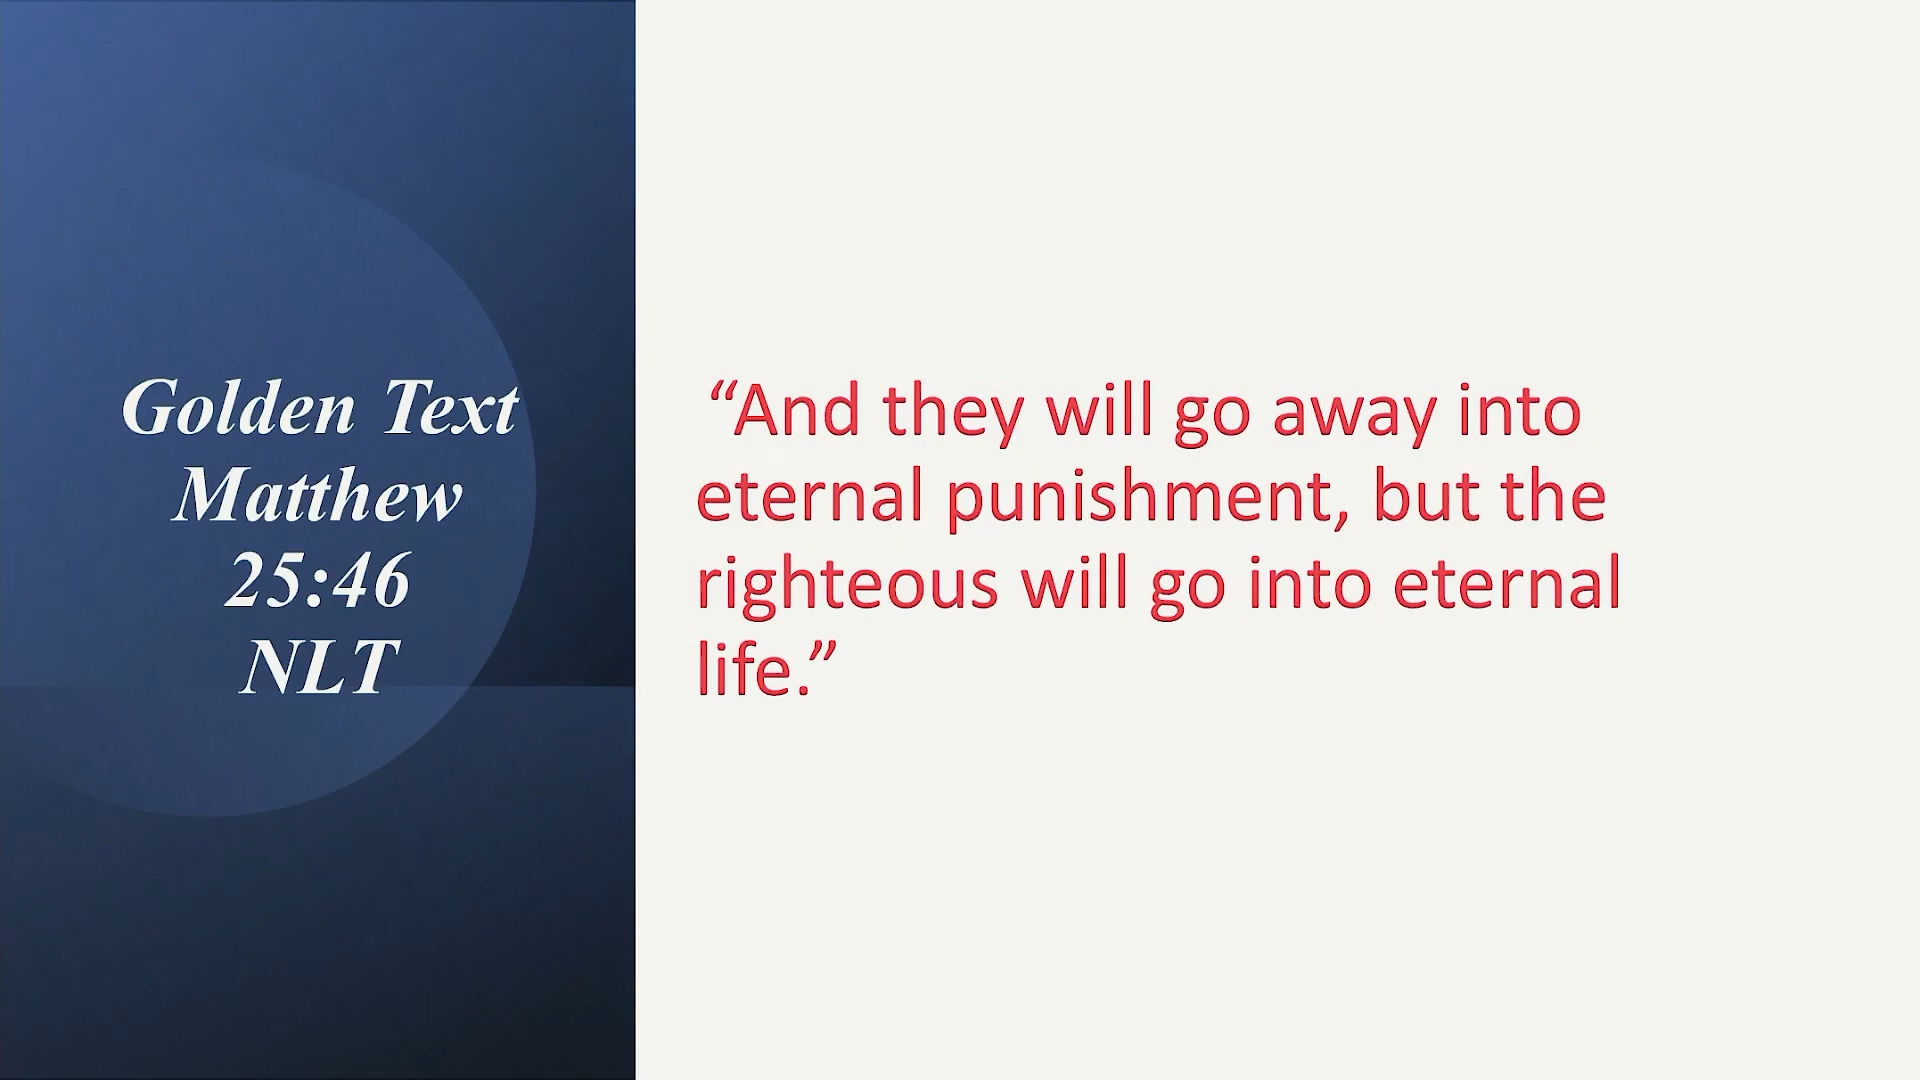 Golden Text
Matthew
25:46
NLT
“And they will go away into
eternal punishment, but the
righteous will go into eternal
life.”